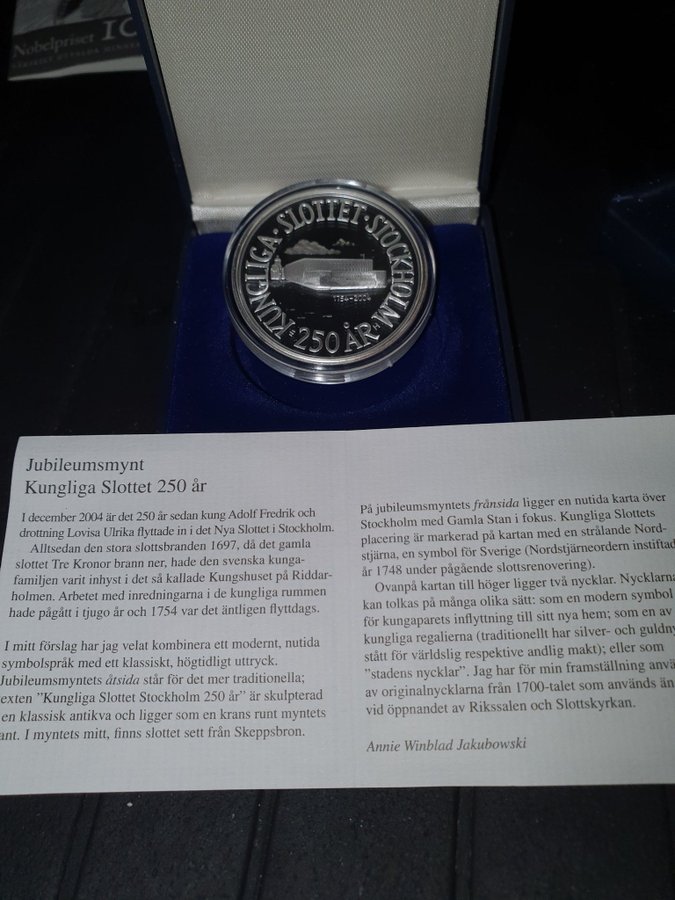 Nobelpriset
KUNGLIGA · SLOTTET · STOCKHOLM
1754-2004
250 ÅR
Jubileumsmynt
Kungliga Slottet 250 år
I december 2004 är det 250 år sedan kung Adolf Fredrik och
drottning Lovisa Ulrika flyttade in i det Nya Slottet i Stockholm.
Alltsedan den stora slottsbranden 1697, då det gamla
slottet Tre Kronor brann ner, hade den svenska kunga-
familjen varit inhyst i det så kallade Kungshuset på Riddar-
holmen. Arbetet med inredningarna i de kungliga rummen
hade pågått i tjugo år och 1754 var det äntligen flyttdags.
I mitt förslag har jag velat kombinera ett modernt, nutida
symbolspråk med ett klassiskt, högtidligt uttryck.
Jubileumsmyntets åtsida står för det mer traditionella;
exten ”Kungliga Slottet Stockholm 250 år” är skulpterad
en klassisk antikva och ligger som en krans runt myntets
ant. I myntets mitt, finns slottet sett från Skeppsbron.
På jubileumsmyntets frånsida ligger en nutida karta över
Stockholm med Gamla Stan i fokus. Kungliga Slottets
placering är markerad på kartan med en strålande Nord-
stjärna, en symbol för Sverige (Nordstjärneordern instiftad
år 1748 under pågående slottsrenovering).
Ovanpå kartan till höger ligger två nycklar. Nycklarna
kan tolkas på många olika sätt: som en modern symbol
för kungaparets inflyttning till sitt nya hem; som en av
kungliga regalierna (traditionellt har silver- och guldny
stått för världslig respektive andlig makt); eller som
”stadens nycklar”. Jag har för min framställning anvä
av originalnycklarna från 1700-talet som används än
vid öppnandet av Rikssalen och Slottskyrkan.
Annie Winblad Jakubowski